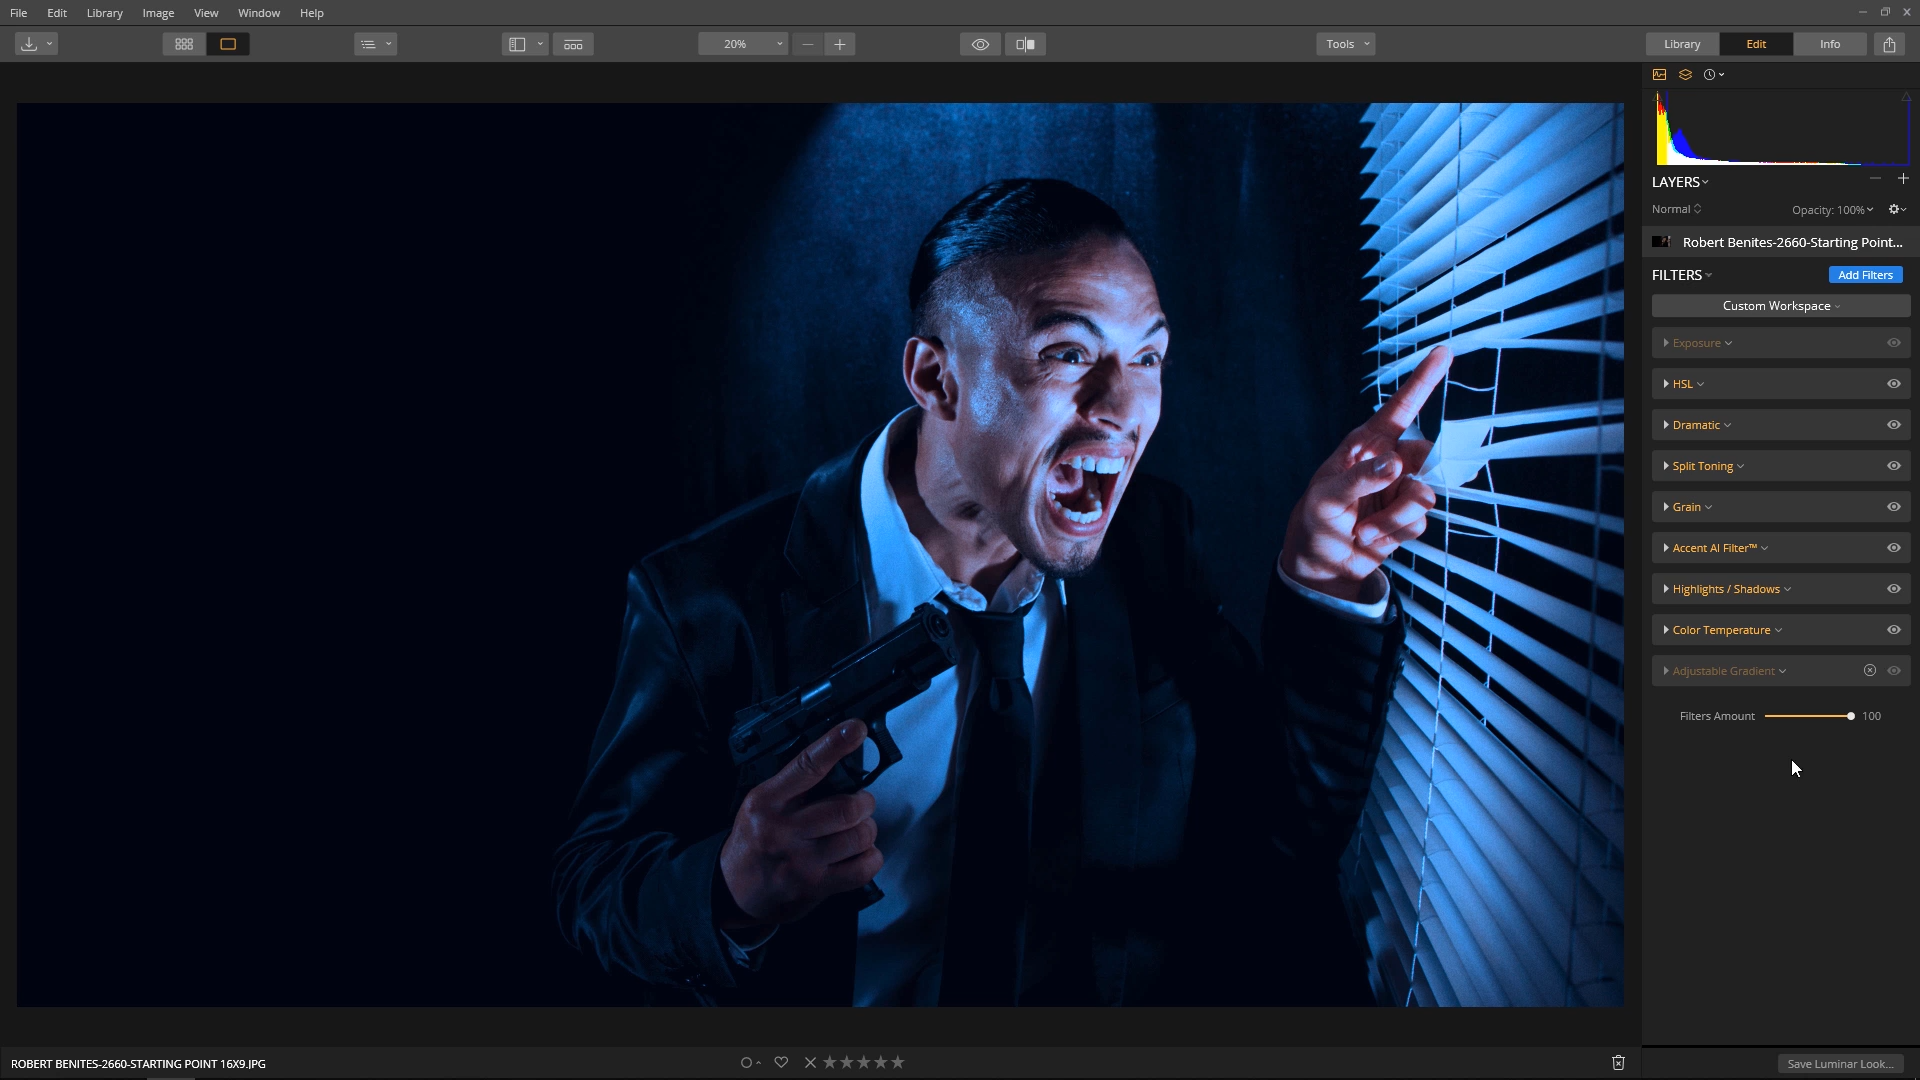 File Edit Library Image View Window Help
20% Tools Library Edit Info
LAYERS
Normal Opacity: 100%
Robert Benites-2660-Starting Point...
FILTERS Add Filters
Custom Workspace
Exposure
HSL
Dramatic
Split Toning
Grain
Accent AI Filter™
Highlights / Shadows
Color Temperature
Adjustable Gradient
Filters Amount 100
ROBERT BENITES-2660-STARTING POINT 16X9.JPG
Save Luminar Look...